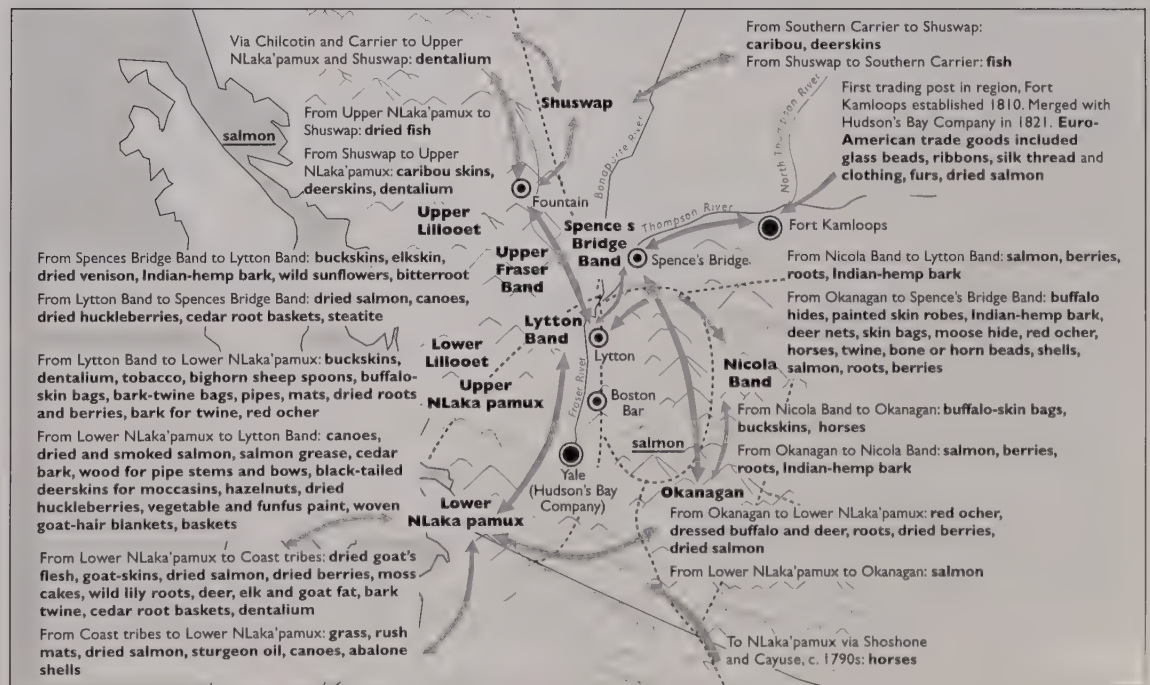 Via Chilcotin and Carrier to Upper
NLaka'pamux and Shuswap: dentalium
From Southern Carrier to Shuswap:
caribou, deerskins
From Shuswap to Southern Carrier: fish
First trading post in region, Fort
Kamloops established 1810. Merged with
Hudson's Bay Company in 1821. Euro-
American trade goods included
glass beads, ribbons, silk thread and
clothing, furs, dried salmon
Shuswap
salmon
From Upper NLaka'pamux to
Shuswap: dried fish
From Shuswap to Upper
NLaka'pamux: caribou skins,
deerskins, dentalium
Bonaparte River
North Thompson River
Fountain
Upper
Lillooet
Thompson River
Fort Kamloops
Spence s
Bridge
Band
Spence's Bridge
Upper
Fraser
Band
From Spences Bridge Band to Lytton Band: buckskins, elkskin,
dried venison, Indian-hemp bark, wild sunflowers, bitterroot
From Lytton Band to Spences Bridge Band: dried salmon, canoes,
dried huckleberries, cedar root baskets, steatite
From Nicola Band to Lytton Band: salmon, berries,
roots, Indian-hemp bark
From Okanagan to Spence's Bridge Band: buffalo
hides, painted skin robes, Indian-hemp bark,
deer nets, skin bags, moose hide, red ocher,
horses, twine, bone or horn beads, shells,
salmon, roots, berries
Lytton
Band
Lytton
Lower
Lillooet
Nicola
Band
Upper
NLaka pamux
Fraser River
Boston
Bar
From Lytton Band to Lower NLaka'pamux: buckskins,
dentalium, tobacco, bighorn sheep spoons, buffalo-
skin bags, bark-twine bags, pipes, mats, dried roots
and berries, bark for twine, red ocher
From Nicola Band to Okanagan: buffalo-skin bags,
buckskins, horses
From Okanagan to Nicola Band: salmon, berries,
roots, Indian-hemp bark
salmon
From Lower NLaka'pamux to Lytton Band: canoes,
dried and smoked salmon, salmon grease, cedar
bark, wood for pipe stems and bows, black-tailed
deerskins for moccasins, hazelnuts, dried
huckleberries, vegetable and funfus paint, woven
goat-hair blankets, baskets
Yale
(Hudson's Bay
Company)
Okanagan
Lower
NLaka pamux
From Okanagan to Lower NLaka'pamux: red ocher,
dressed buffalo and deer, roots, dried berries,
dried salmon
From Lower NLaka'pamux to Okanagan: salmon
From Lower NLaka'pamux to Coast tribes: dried goat's
flesh, goat-skins, dried salmon, dried berries, moss
cakes, wild lily roots, deer, elk and goat fat, bark
twine, cedar root baskets, dentalium
From Coast tribes to Lower NLaka'pamux: grass, rush
mats, dried salmon, sturgeon oil, canoes, abalone
shells
To NLaka'pamux via Shoshone
and Cayuse, c. 1790s: horses